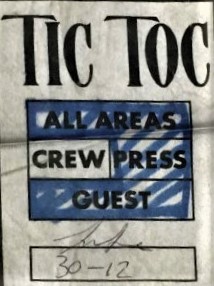 TIC TOC
ALL AREAS
CREW PRESS
GUEST
30-12